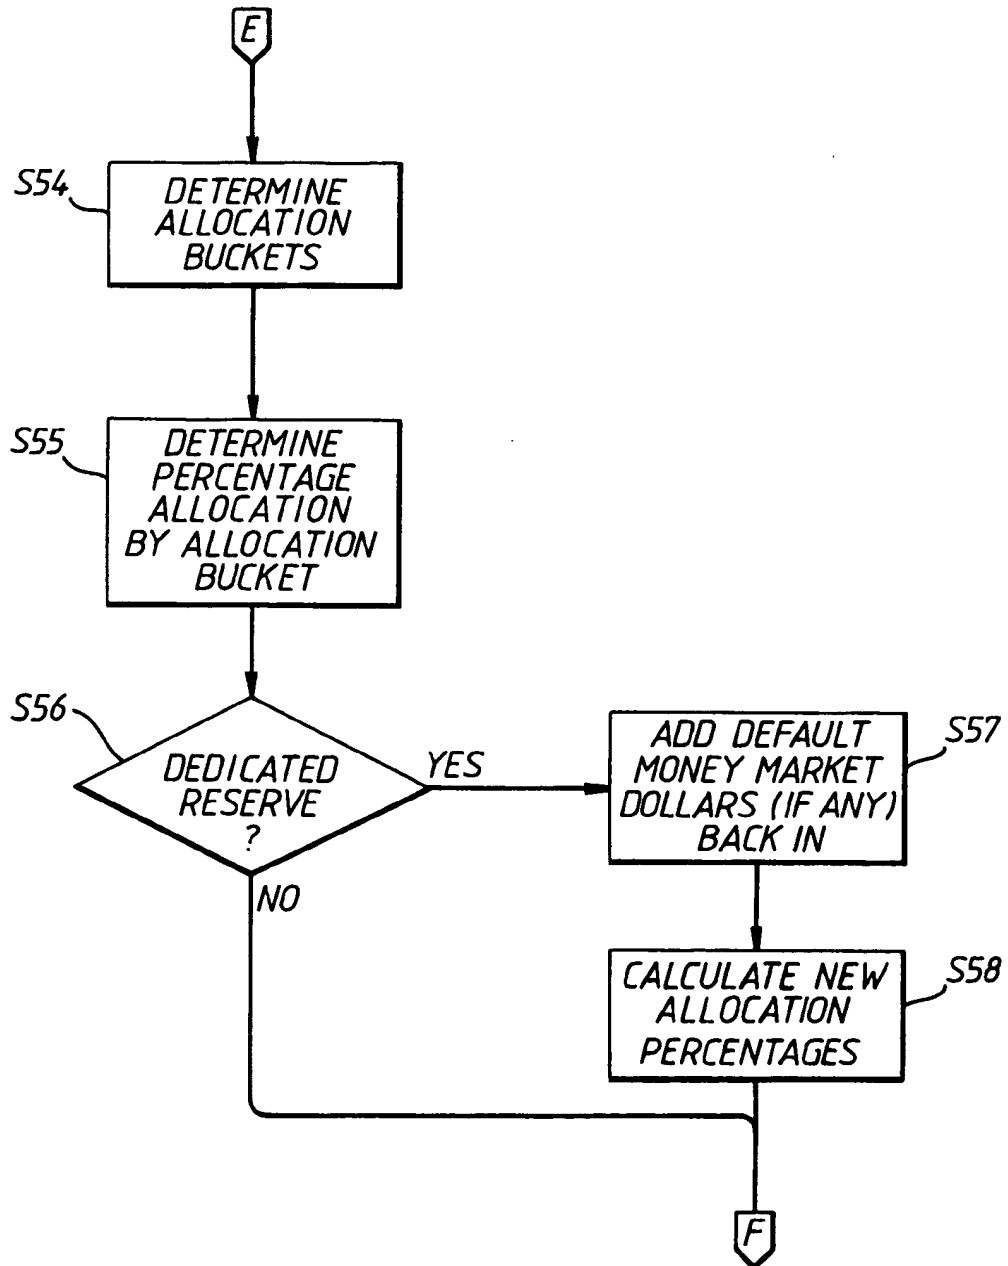 E
S54
DETERMINE
ALLOCATION
BUCKETS
S55
DETERMINE
PERCENTAGE
ALLOCATION
BY ALLOCATION
BUCKET
S56
DEDICATED
RESERVE
?
YES
NO
S57
ADD DEFAULT
MONEY MARKET
DOLLARS (IF ANY)
BACK IN
S58
CALCULATE NEW
ALLOCATION
PERCENTAGES
F